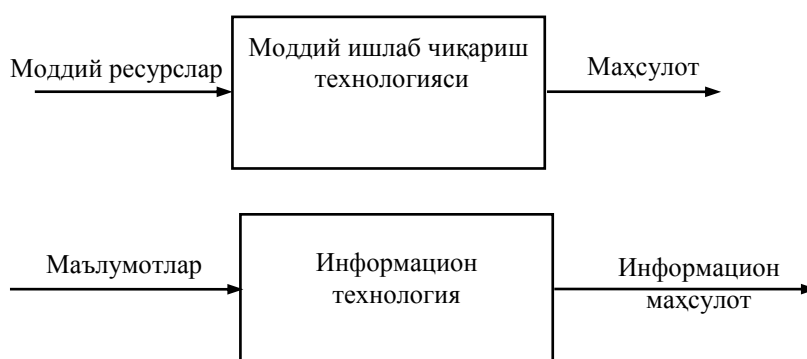 Моддий ресурслар
Моддий ишлаб чиқариш
технологияси
Маҳсулот
Маълумотлар
Информацион
технология
Информацион
маҳсулот